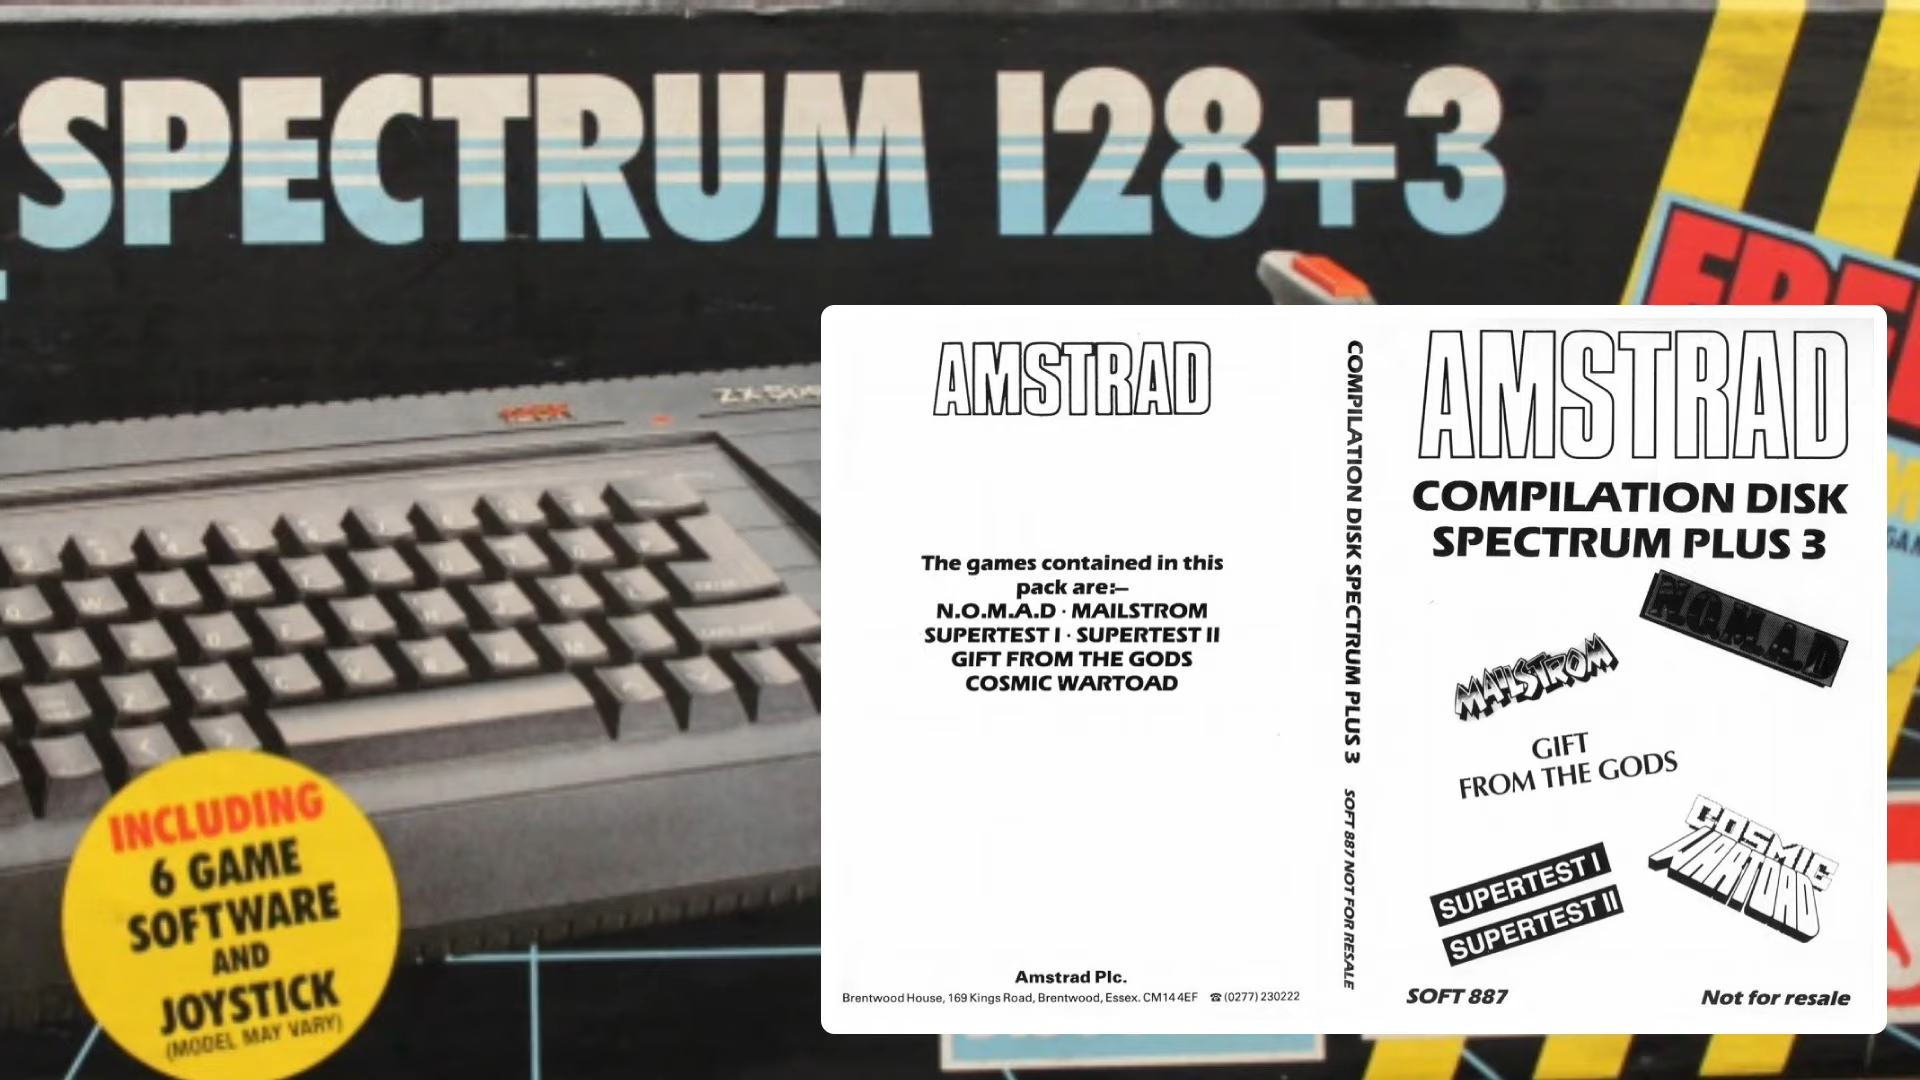 SPECTRUM 128+3
INCLUDING
6 GAME
SOFTWARE
AND
JOYSTICK
(MODEL MAY VARY)
AMSTRAD
The games contained in this
pack are:–
N.O.M.A.D · MAILSTROM
SUPERTEST I · SUPERTEST II
GIFT FROM THE GODS
COSMIC WARTOAD
Amstrad Plc.
Brentwood House, 169 Kings Road, Brentwood, Essex. CM14 4EF ☎ (0277) 230222
COMPILATION DISK SPECTRUM PLUS 3 SOFT 887 NOT FOR RESALE
AMSTRAD
COMPILATION DISK
SPECTRUM PLUS 3
N.O.M.A.D
MAILSTROM
GIFT
FROM THE GODS
COSMIC
WARTOAD
SUPERTEST I
SUPERTEST II
SOFT 887 Not for resale